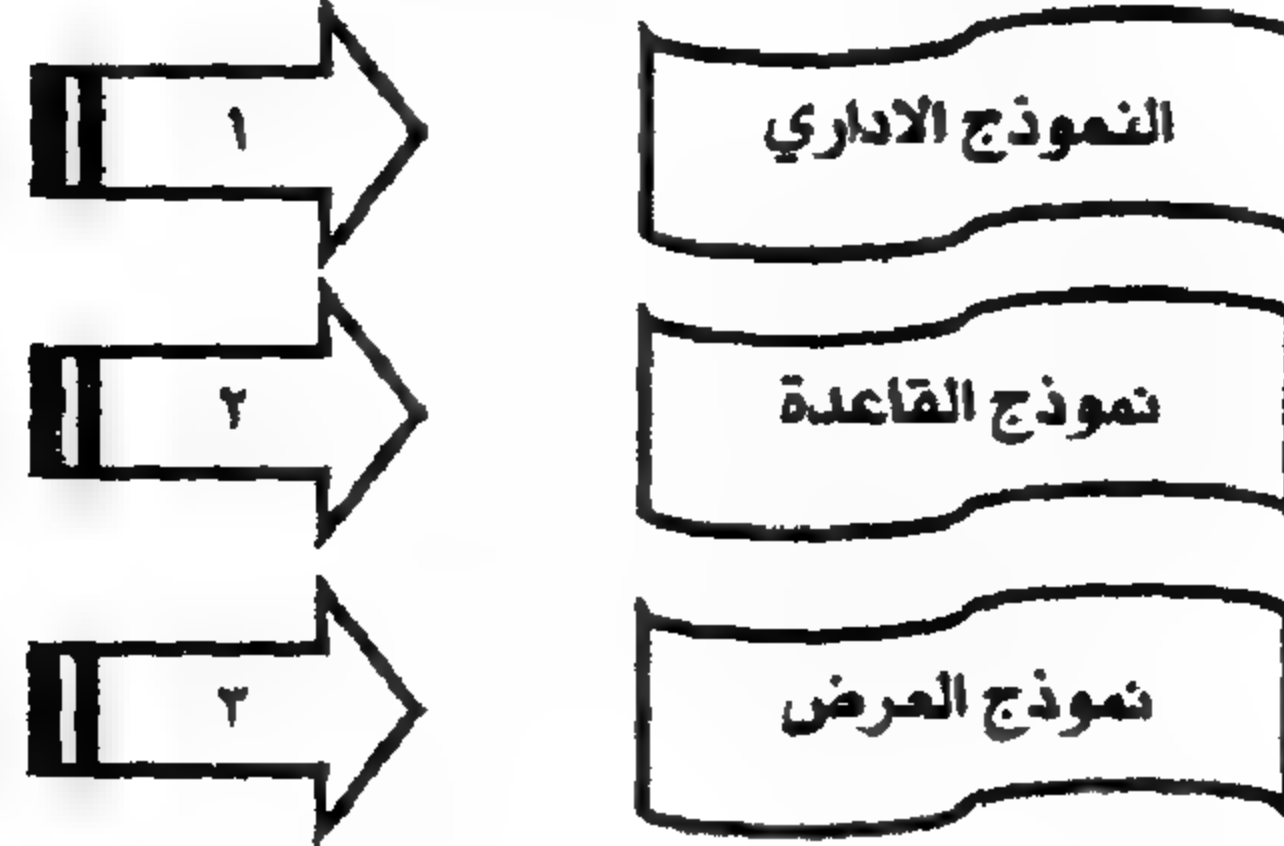 ١
النموذج الاداري
٢
نموذج القاعدة
٣
نموذج العرض